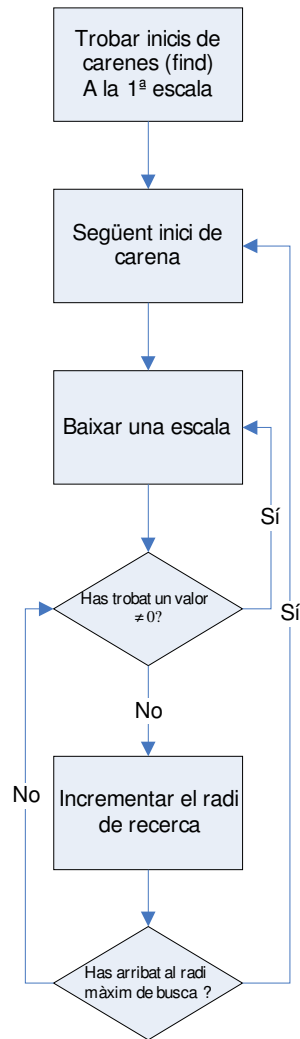 Trobar inicis de
carenes (find)
A la 1ª escala
Següent inici de
carena
Baixar una escala
Sí
Has trobat un valor
≠0?
Sí
No
No
Incrementar el radi
de recerca
Has arribat al radi
màxim de busca ?